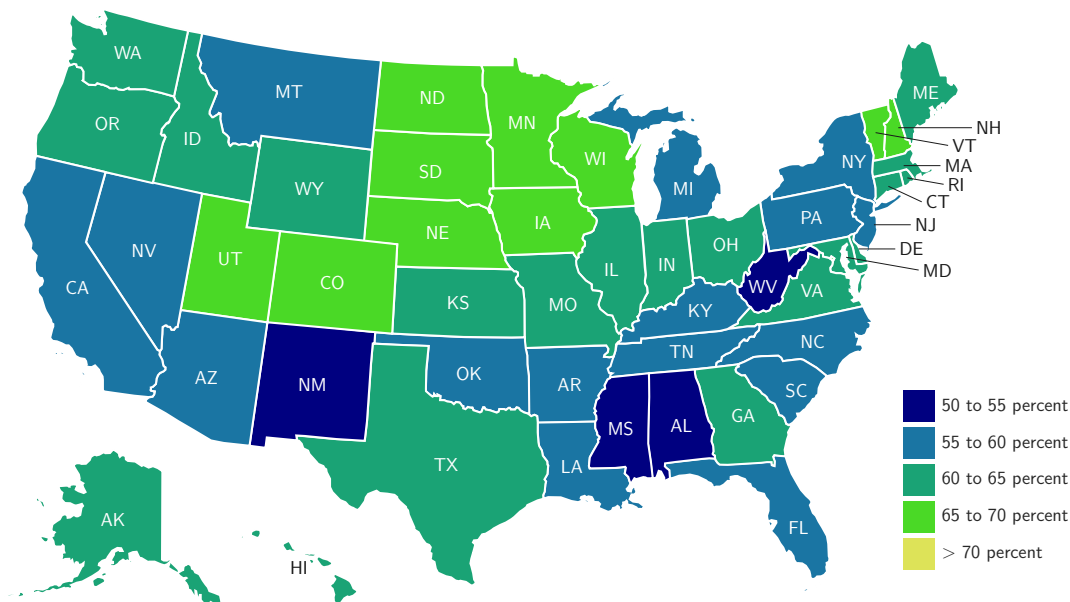 WA
MT
ND
MN
ME
OR
ID
NH
VT
WI
NY
MA
SD
WY
MI
RI
CT
PA
NJ
NE
IA
OH
DE
NV
UT
IN
IL
MD
CO
CA
WV
VA
KS
MO
KY
NC
TN
AZ
OK
NM
AR
SC
50 to 55 percent
GA
MS
AL
55 to 60 percent
TX
LA
60 to 65 percent
AK
65 to 70 percent
FL
> 70 percent
HI